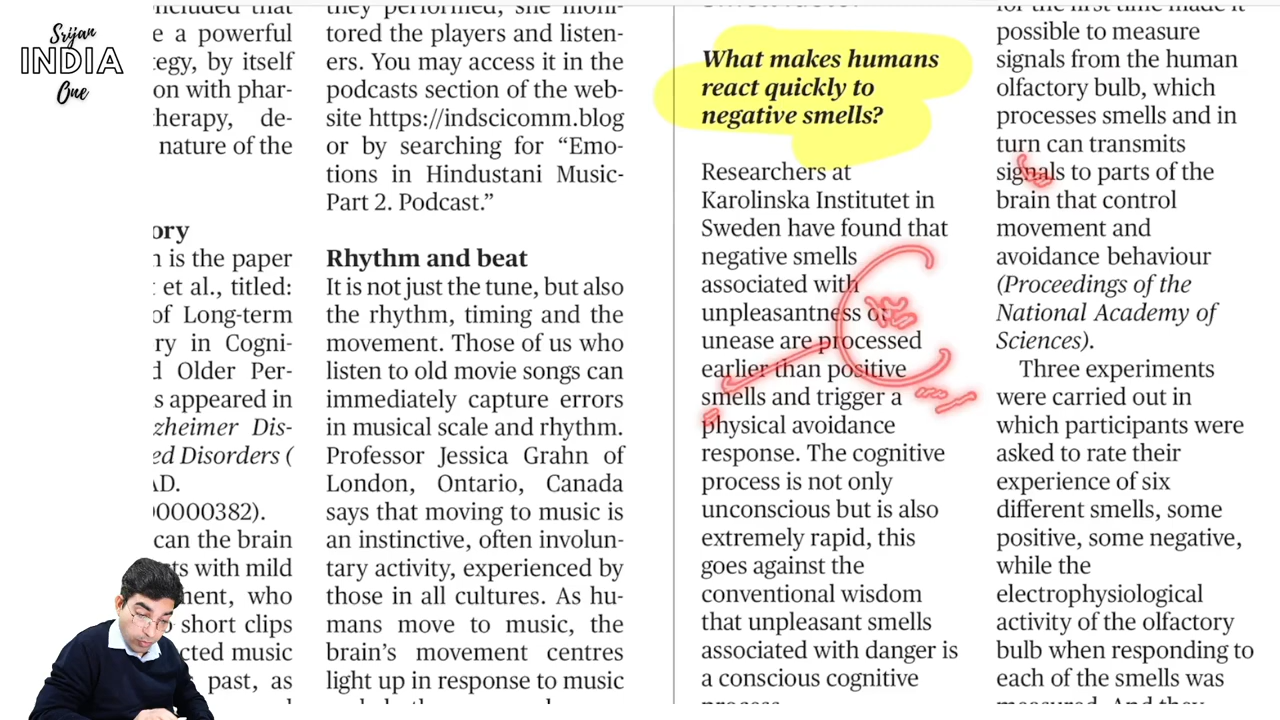 Srijan
INDIA
One
ncluded that
e a powerful
tegy, by itself
on with phar-
herapy, de-
nature of the
ory
is the paper
et al., titled:
of Long-term
ry in Cogni-
d Older Per-
s appeared in
zheimer Dis-
ed Disorders (
AD.
0000382).
can the brain
ts with mild
ment, who
short clips
cted music
past, as
they performed, she moni-
tored the players and listen-
ers. You may access it in the
podcasts section of the web-
site https://indscicomm.blog
or by searching for “Emo-
tions in Hindustani Music-
Part 2. Podcast.”
Rhythm and beat
It is not just the tune, but also
the rhythm, timing and the
movement. Those of us who
listen to old movie songs can
immediately capture errors
in musical scale and rhythm.
Professor Jessica Grahn of
London, Ontario, Canada
says that moving to music is
an instinctive, often involun-
tary activity, experienced by
those in all cultures. As hu-
mans move to music, the
brain’s movement centres
light up in response to music
What makes humans
react quickly to
negative smells?
Researchers at
Karolinska Institutet in
Sweden have found that
negative smells
associated with
unpleasantness or
unease are processed
earlier than positive
smells and trigger a
physical avoidance
response. The cognitive
process is not only
unconscious but is also
extremely rapid, this
goes against the
conventional wisdom
that unpleasant smells
associated with danger is
a conscious cognitive
process.
for the first time made it
possible to measure
signals from the human
olfactory bulb, which
processes smells and in
turn can transmits
signals to parts of the
brain that control
movement and
avoidance behaviour
(Proceedings of the
National Academy of
Sciences).
Three experiments
were carried out in
which participants were
asked to rate their
experience of six
different smells, some
positive, some negative,
while the
electrophysiological
activity of the olfactory
bulb when responding to
each of the smells was
measured. And they